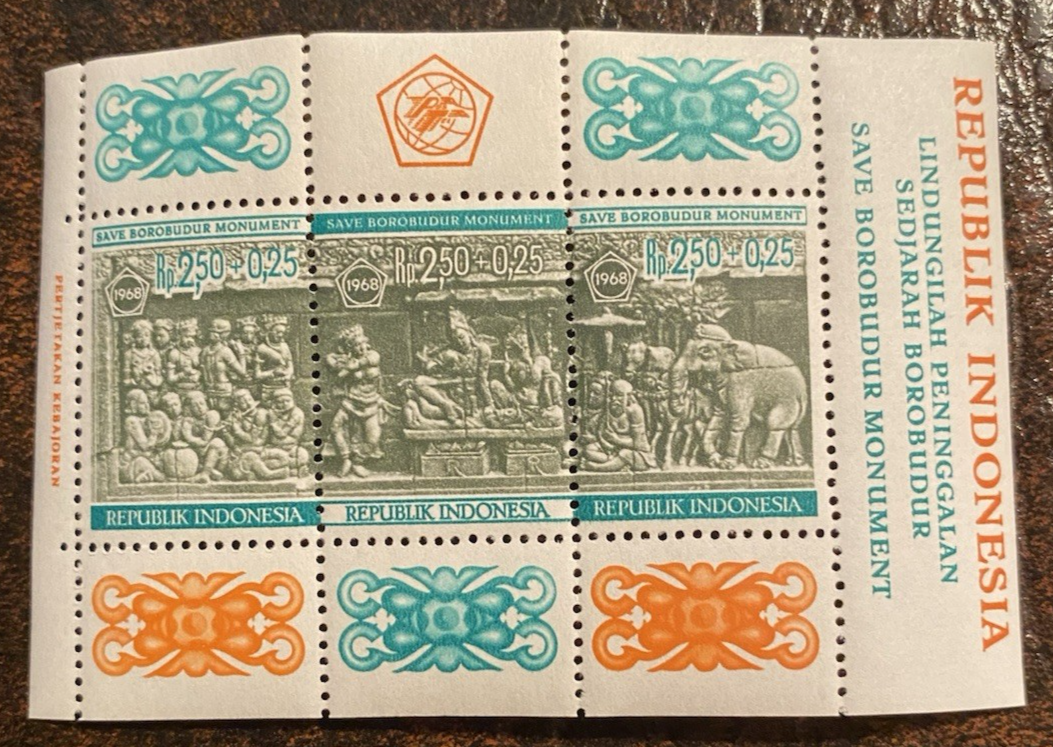 SAVE BOROBUDUR MONUMENT
Rp.2,50 + 0,25
1968
REPUBLIK INDONESIA
SAVE BOROBUDUR MONUMENT
Rp.2,50 + 0,25
1968
REPUBLIK INDONESIA
SAVE BOROBUDUR MONUMENT
Rp.2,50 + 0,25
1968
REPUBLIK INDONESIA
REPUBLIK INDONESIA
LINDUNGILAH PENINGGALAN
SEDJARAH BOROBUDUR
SAVE BOROBUDUR MONUMENT
PERTJETAKAN KEBAJORAN